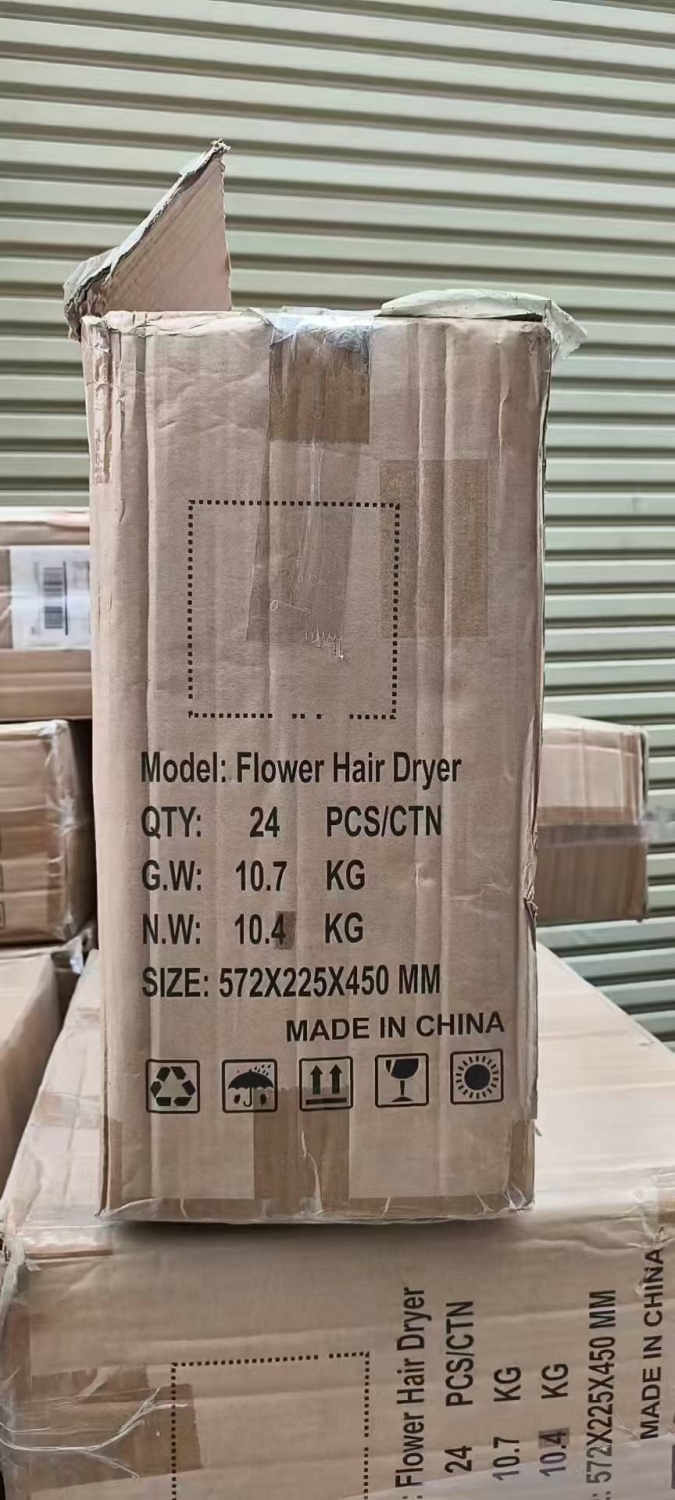 Model: Flower Hair Dryer
QTY: 24 PCS/CTN
G.W: 10.7 KG
N.W: 10.4 KG
SIZE: 572X225X450 MM
MADE IN CHINA
: Flower Hair Dryer
24 PCS/CTN
10.7 KG
10.4 KG
: 572X225X450 MM
MADE IN CHINA